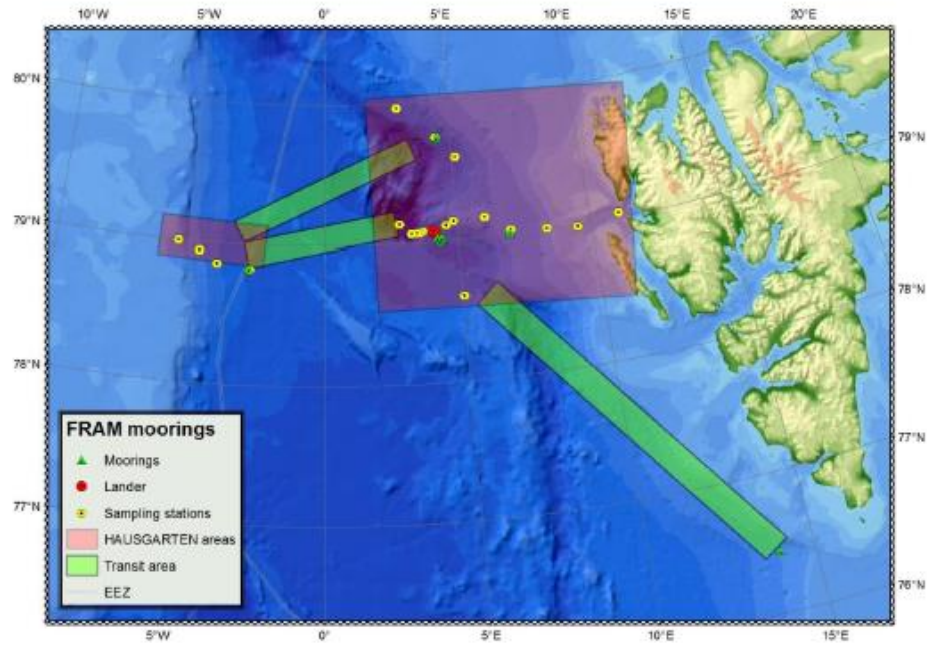 10°W 5°W 0° 5°E 10°E 15°E 20°E
80°N
79°N
79°N
78°N
78°N
77°N
77°N
76°N
FRAM moorings
Moorings
Lander
Sampling stations
HAUSGARTEN areas
Transit area
EEZ
5°W 0° 5°E 10°E 15°E